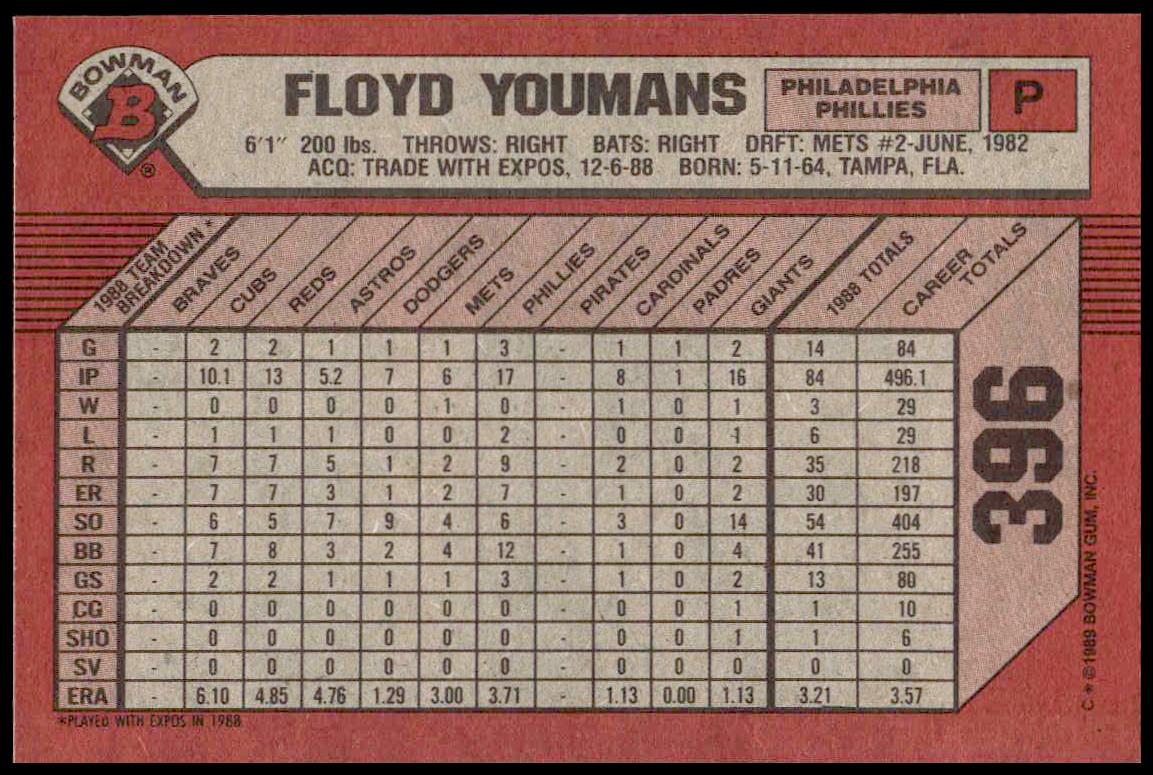 BOWMAN
B
®
FLOYD YOUMANS
PHILADELPHIA
PHILLIES
P
6'1" 200 lbs. THROWS: RIGHT BATS: RIGHT DRFT: METS #2-JUNE, 1982
ACQ: TRADE WITH EXPOS, 12-6-88 BORN: 5-11-64, TAMPA, FLA.
1988 TEAM BREAKDOWN * BRAVES CUBS REDS ASTROS DODGERS METS PHILLIES PIRATES CARDINALS PADRES GIANTS 1988 TOTALS CAREER TOTALS
G - 2 2 1 1 1 3 - 1 1 2 14 84
IP - 10.1 13 5.2 7 6 17 - 8 1 16 84 496.1
W - 0 0 0 0 1 0 - 1 0 1 3 29
L - 1 1 1 0 0 2 - 0 0 1 6 29
R - 7 7 5 1 2 9 - 2 0 2 35 218
ER - 7 7 3 1 2 7 - 1 0 2 30 197
SO - 6 5 7 9 4 6 - 3 0 14 54 404
BB - 7 8 3 2 4 12 - 1 0 4 41 255
GS - 2 2 1 1 1 3 - 1 0 2 13 80
CG - 0 0 0 0 0 0 - 0 0 1 1 10
SHO - 0 0 0 0 0 0 - 0 0 1 1 6
SV - 0 0 0 0 0 0 - 0 0 0 0 0
ERA - 6.10 4.85 4.76 1.29 3.00 3.71 - 1.13 0.00 1.13 3.21 3.57
*PLAYED WITH EXPOS IN 1988
396
C * ©1989 BOWMAN GUM, INC.